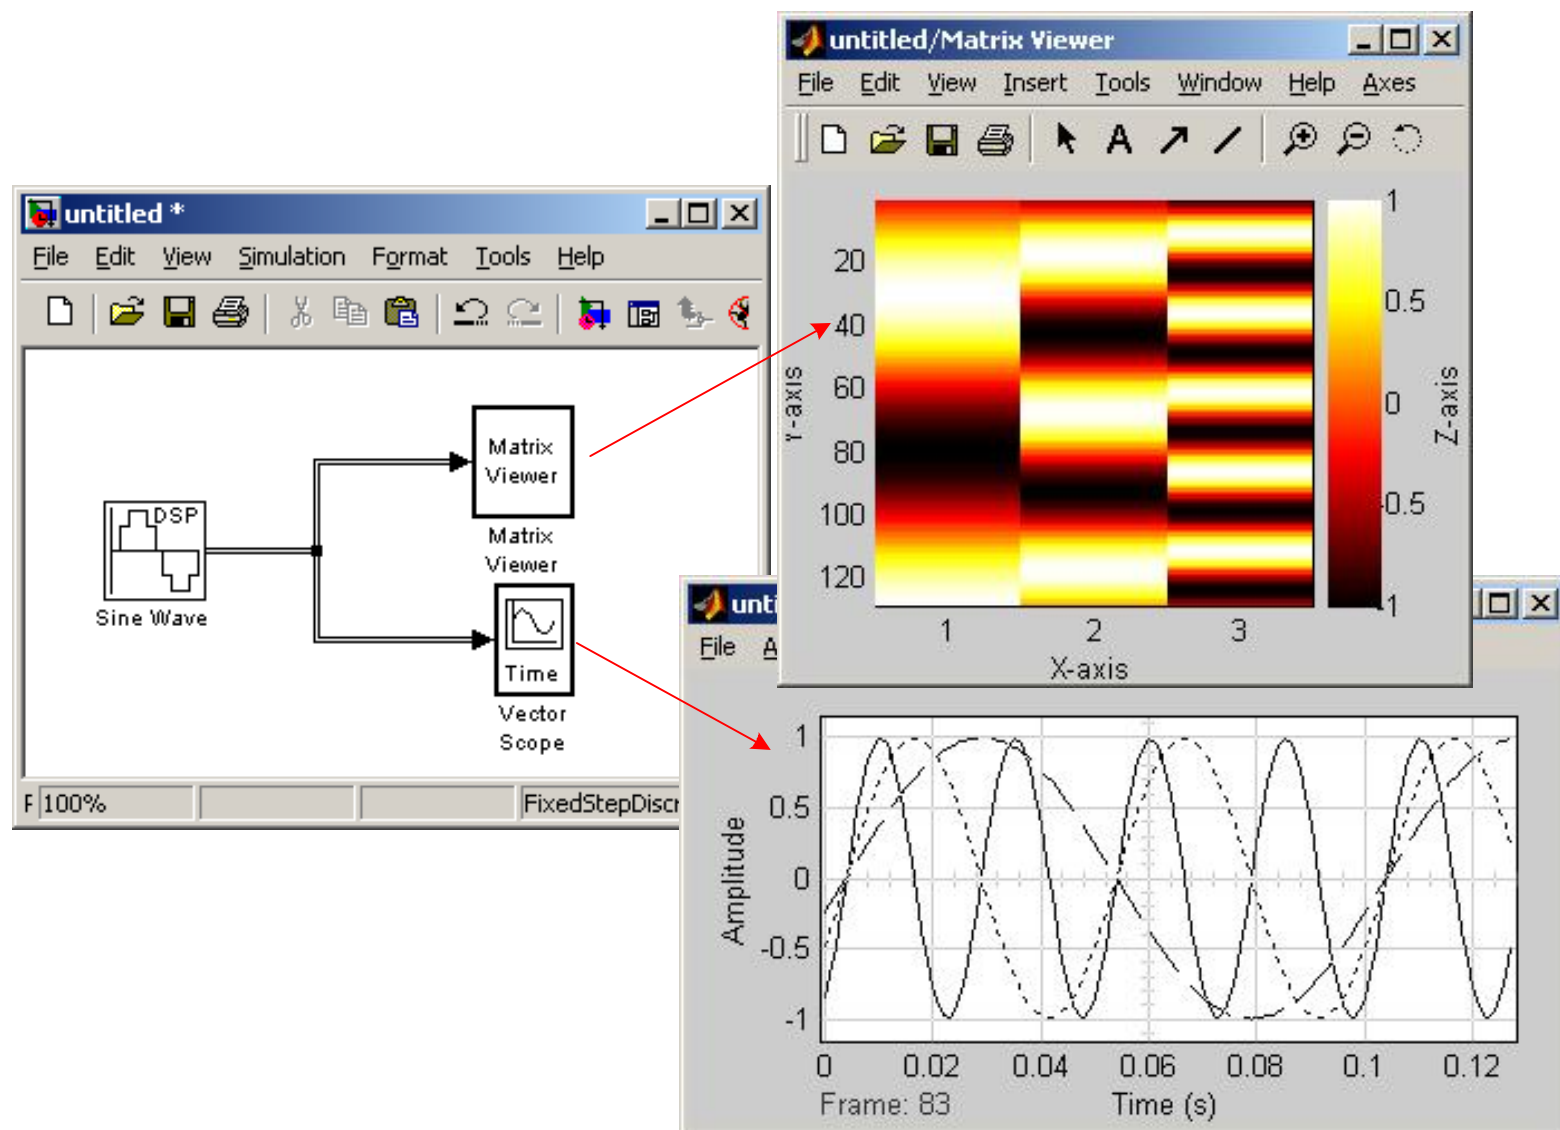 untitled/Matrix Viewer
File Edit View Insert Tools Window Help Axes
A
1
0.5
0
-0.5
-1
Z-axis
20
40
60
80
100
120
Y-axis
1 2 3
X-axis
untitled *
File Edit View Simulation Format Tools Help
DSP
Sine Wave
Matrix
Viewer
Matrix
Viewer
Time
Vector
Scope
F 100% FixedStepDiscr
unti
File A
1
0.5
0
-0.5
-1
Amplitude
0 0.02 0.04 0.06 0.08 0.1 0.12
Frame: 83 Time (s)